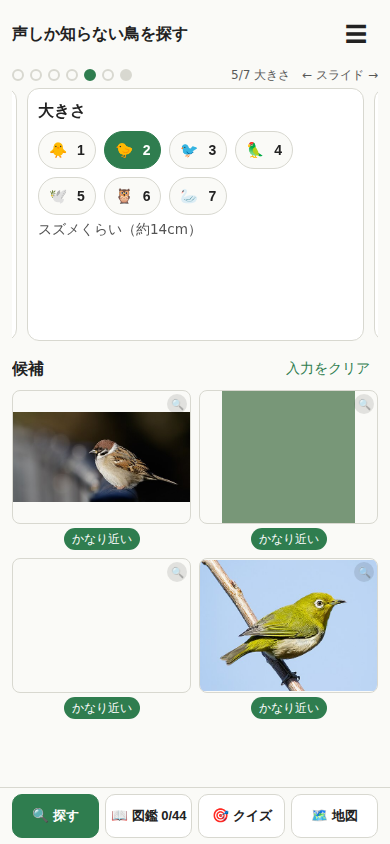 声しか知らない鳥を探す
5/7 大きさ ← スライド →
大きさ
1 2 3 4
5 6 7
スズメくらい（約14cm）
候補 入力をクリア
かなり近い かなり近い
かなり近い かなり近い
探す 図鑑 0/44 クイズ 地図